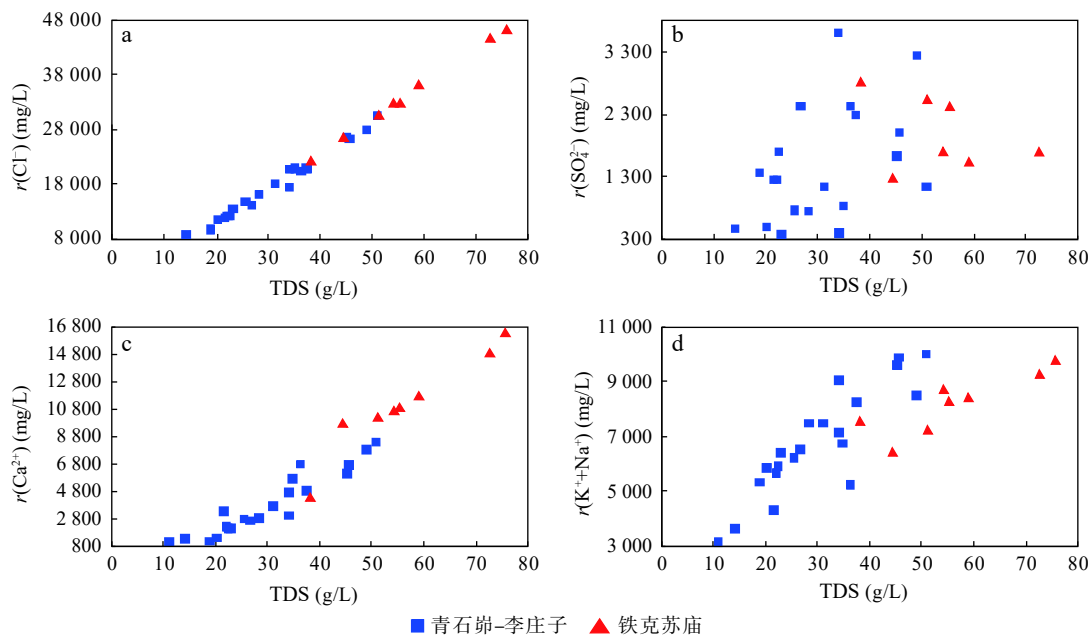 48 000
38 000
28 000
18 000
8 000
r(Cl⁻) (mg/L)
a
0 10 20 30 40 50 60 70 80
TDS (g/L)
3 300
2 300
1 300
300
r(SO₄²⁻) (mg/L)
b
0 10 20 30 40 50 60 70 80
TDS (g/L)
16 800
14 800
12 800
10 800
8 800
6 800
4 800
2 800
800
r(Ca²⁺) (mg/L)
c
0 10 20 30 40 50 60 70 80
TDS (g/L)
11 000
9 000
7 000
5 000
3 000
r(K⁺+Na⁺) (mg/L)
d
0 10 20 30 40 50 60 70 80
TDS (g/L)
青石峁–李庄子 铁克苏庙